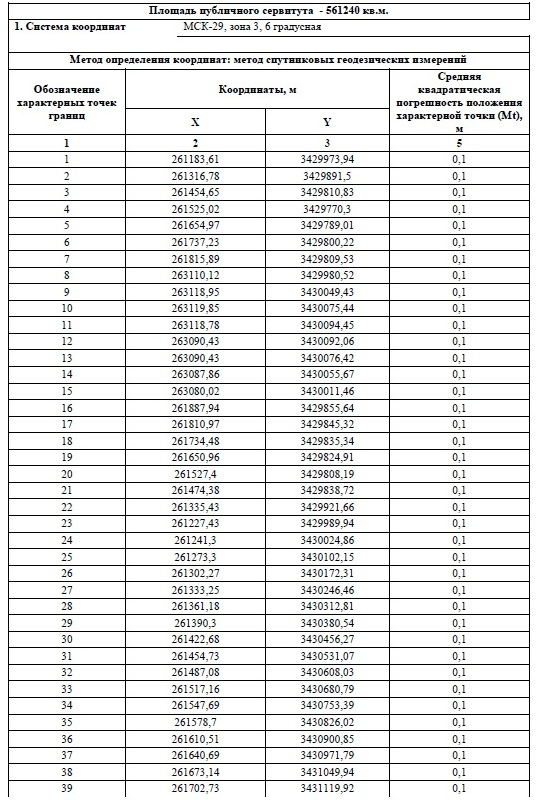 Площадь публичного сервитута - 561240 кв.м.
1. Система координат МСК-29, зона 3, 6 градусная
Метод определения координат: метод спутниковых геодезических измерений
Обозначение характерных точек границ Координаты, м Средняя квадратическая погрешность положения характерной точки (Mt), м
X Y
1 2 3 5
1 261183,61 3429973,94 0,1
2 261316,78 3429891,5 0,1
3 261454,65 3429810,83 0,1
4 261525,02 3429770,3 0,1
5 261654,97 3429789,01 0,1
6 261737,23 3429800,22 0,1
7 261815,89 3429809,53 0,1
8 263110,12 3429980,52 0,1
9 263118,95 3430049,43 0,1
10 263119,85 3430075,44 0,1
11 263118,78 3430094,45 0,1
12 263090,43 3430092,06 0,1
13 263090,43 3430076,42 0,1
14 263087,86 3430055,67 0,1
15 263080,02 3430011,46 0,1
16 261887,94 3429855,64 0,1
17 261810,97 3429845,32 0,1
18 261734,48 3429835,34 0,1
19 261650,96 3429824,91 0,1
20 261527,4 3429808,19 0,1
21 261474,38 3429838,72 0,1
22 261335,43 3429921,66 0,1
23 261227,43 3429989,94 0,1
24 261241,3 3430024,86 0,1
25 261273,3 3430102,15 0,1
26 261302,27 3430172,31 0,1
27 261333,25 3430246,46 0,1
28 261361,18 3430312,81 0,1
29 261390,3 3430380,54 0,1
30 261422,68 3430456,27 0,1
31 261454,73 3430531,07 0,1
32 261487,08 3430608,03 0,1
33 261517,16 3430680,79 0,1
34 261547,69 3430753,39 0,1
35 261578,7 3430826,02 0,1
36 261610,51 3430900,85 0,1
37 261640,69 3430971,79 0,1
38 261673,14 3431049,94 0,1
39 261702,73 3431119,92 0,1